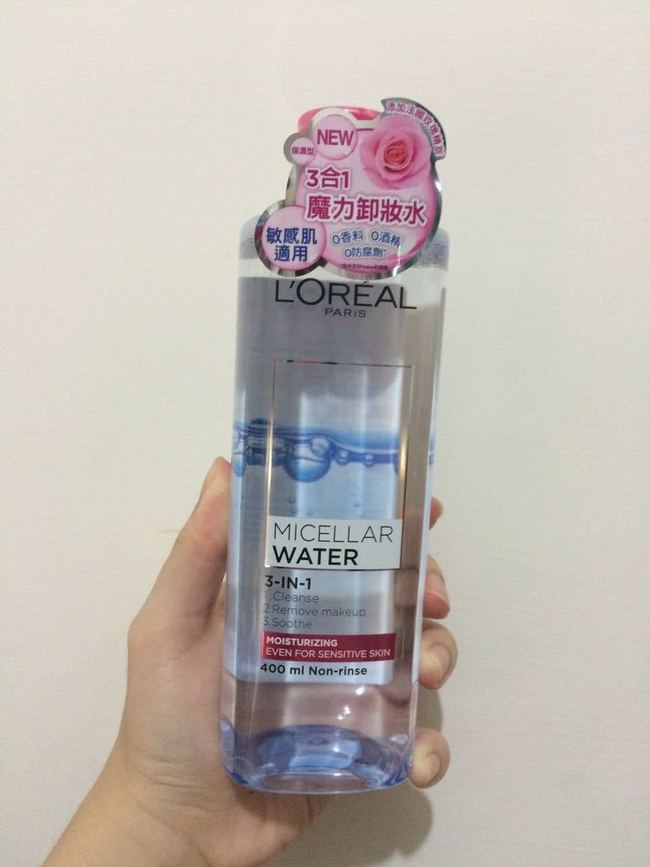 添加法國玫瑰精萃
NEW
保濕型
3合1
魔力卸妝水
敏感肌
適用
0香料 0酒精
0防腐劑*
L'ORÉAL
PARIS
MICELLAR
WATER
3-IN-1
1.Cleanse
2.Remove makeup
3.Soothe
MOISTURIZING
EVEN FOR SENSITIVE SKIN
400 ml Non-rinse